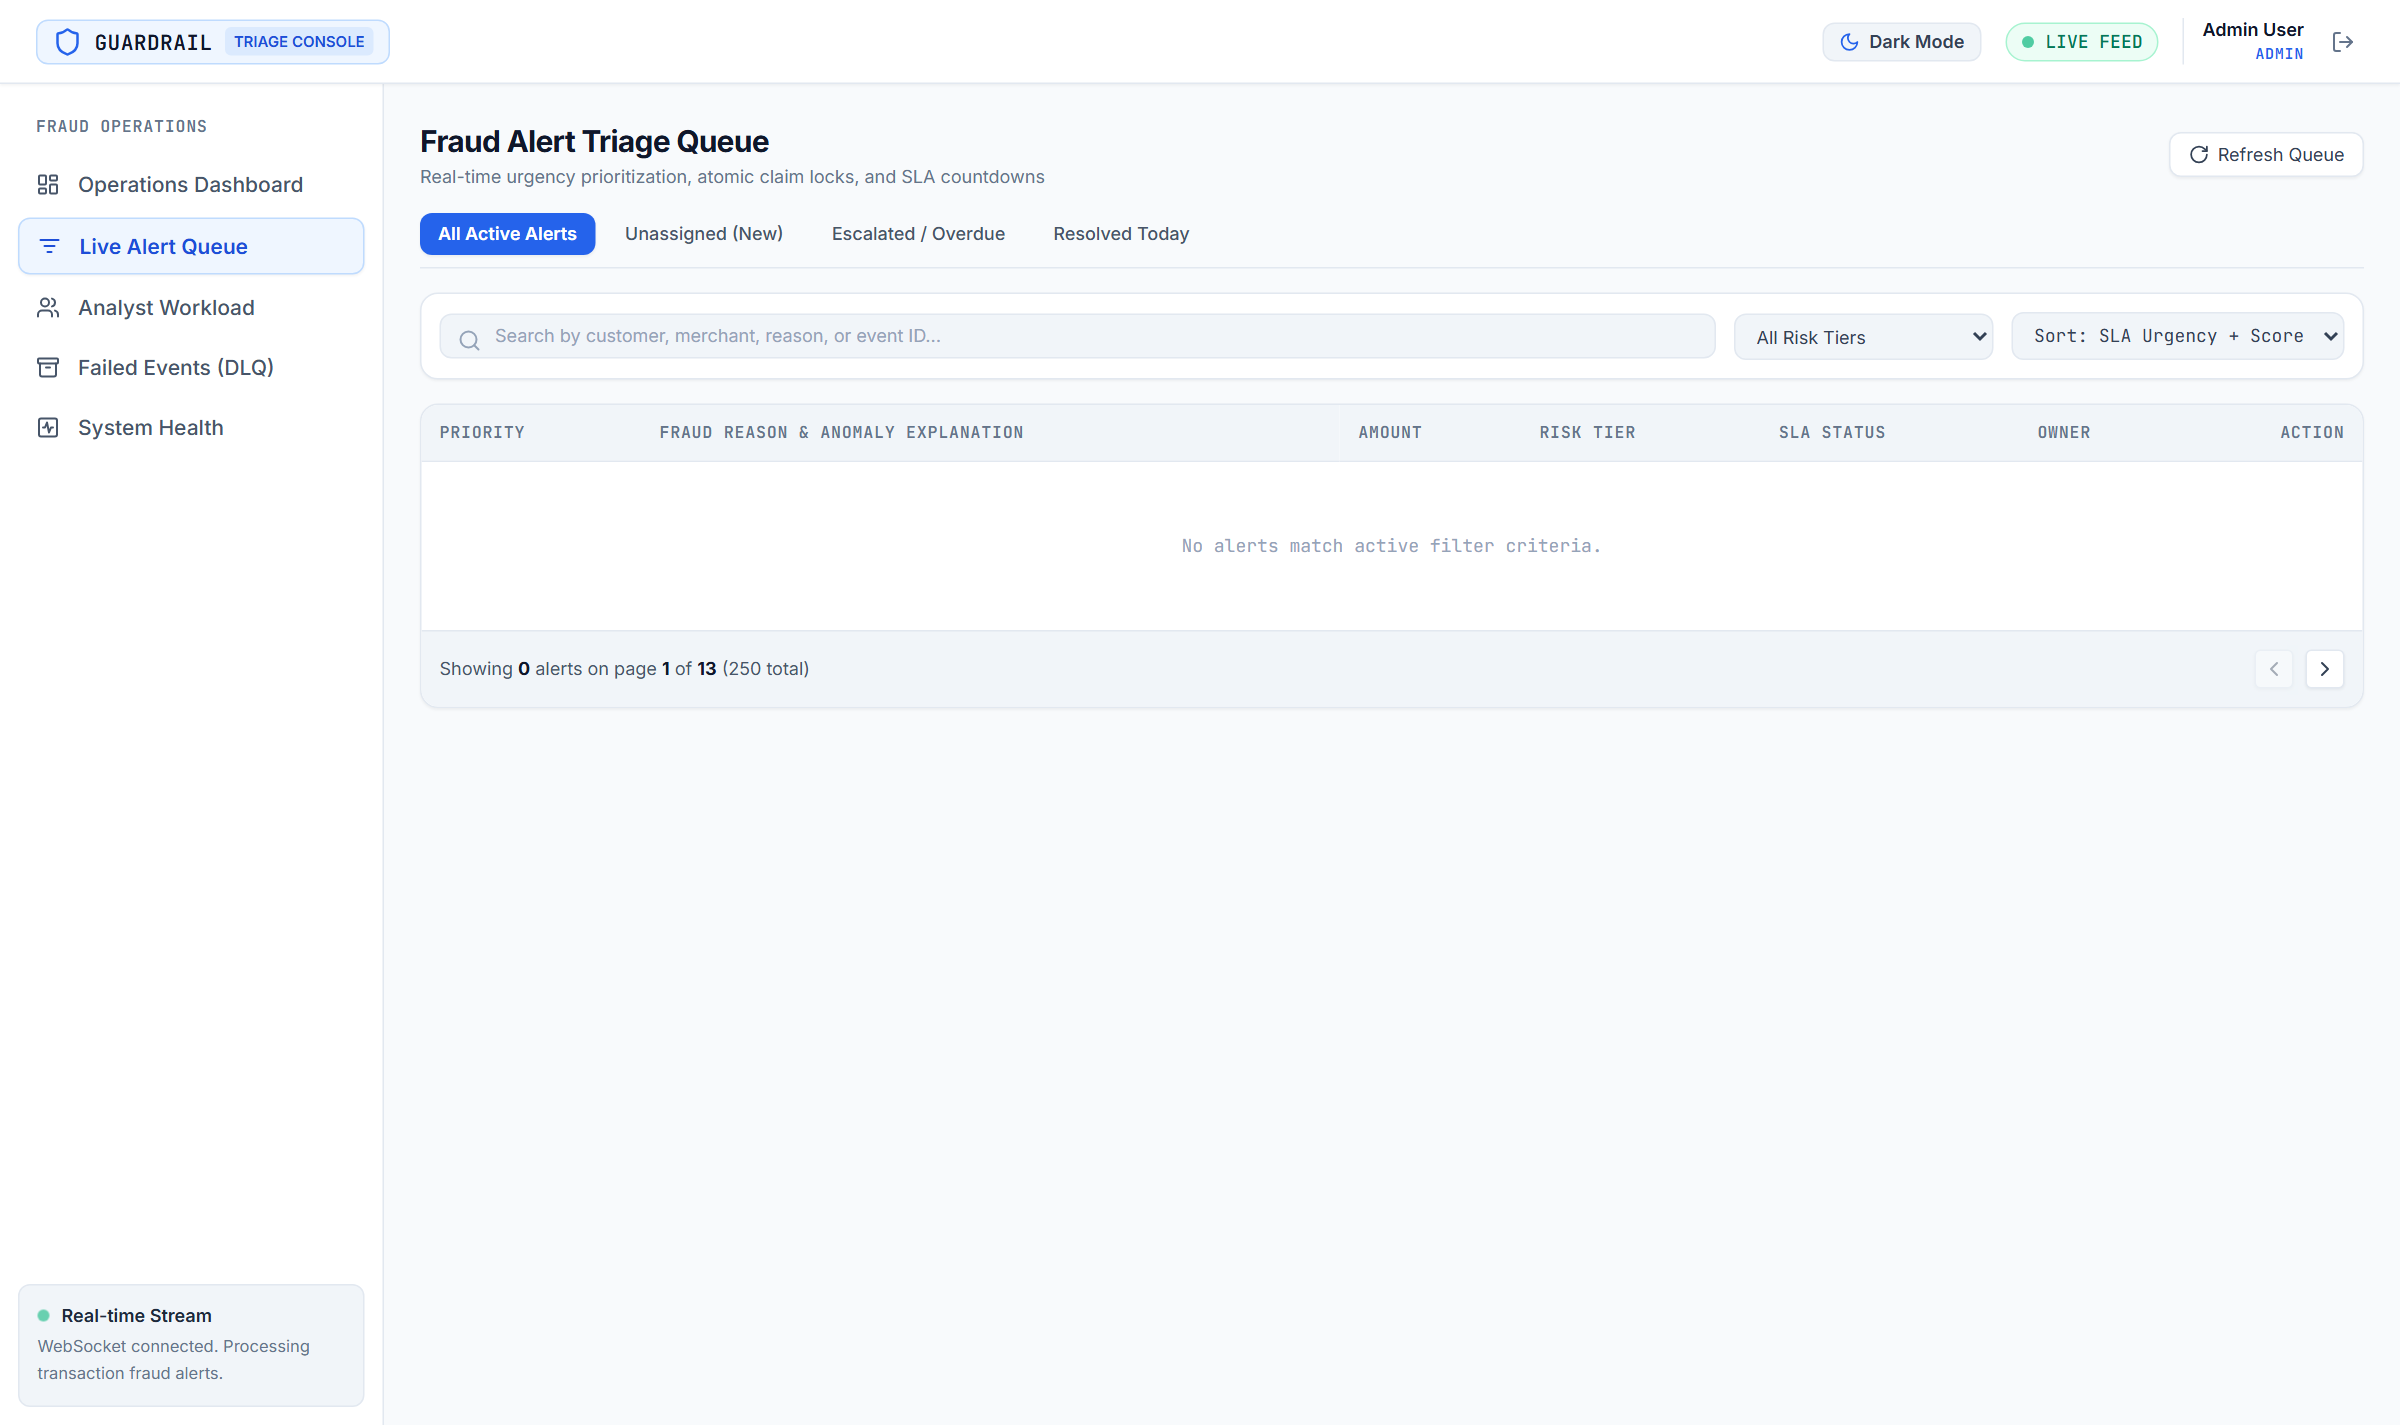 GUARDRAIL TRIAGE CONSOLE
Dark Mode
LIVE FEED
Admin User
ADMIN
FRAUD OPERATIONS
Operations Dashboard
Live Alert Queue
Analyst Workload
Failed Events (DLQ)
System Health
Real-time Stream
WebSocket connected. Processing
transaction fraud alerts.
Fraud Alert Triage Queue
Real-time urgency prioritization, atomic claim locks, and SLA countdowns
Refresh Queue
All Active Alerts Unassigned (New) Escalated / Overdue Resolved Today
Search by customer, merchant, reason, or event ID...
All Risk Tiers
Sort: SLA Urgency + Score
PRIORITY FRAUD REASON & ANOMALY EXPLANATION AMOUNT RISK TIER SLA STATUS OWNER ACTION
No alerts match active filter criteria.
Showing 0 alerts on page 1 of 13 (250 total)